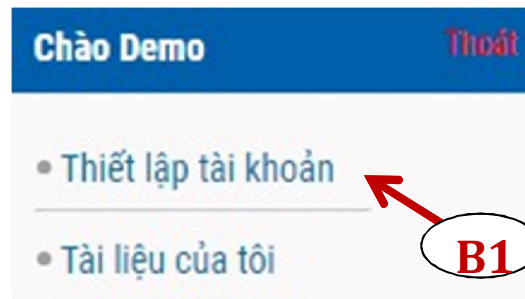 Chào Demo Thoát
• Thiết lập tài khoản
• Tài liệu của tôi
B1